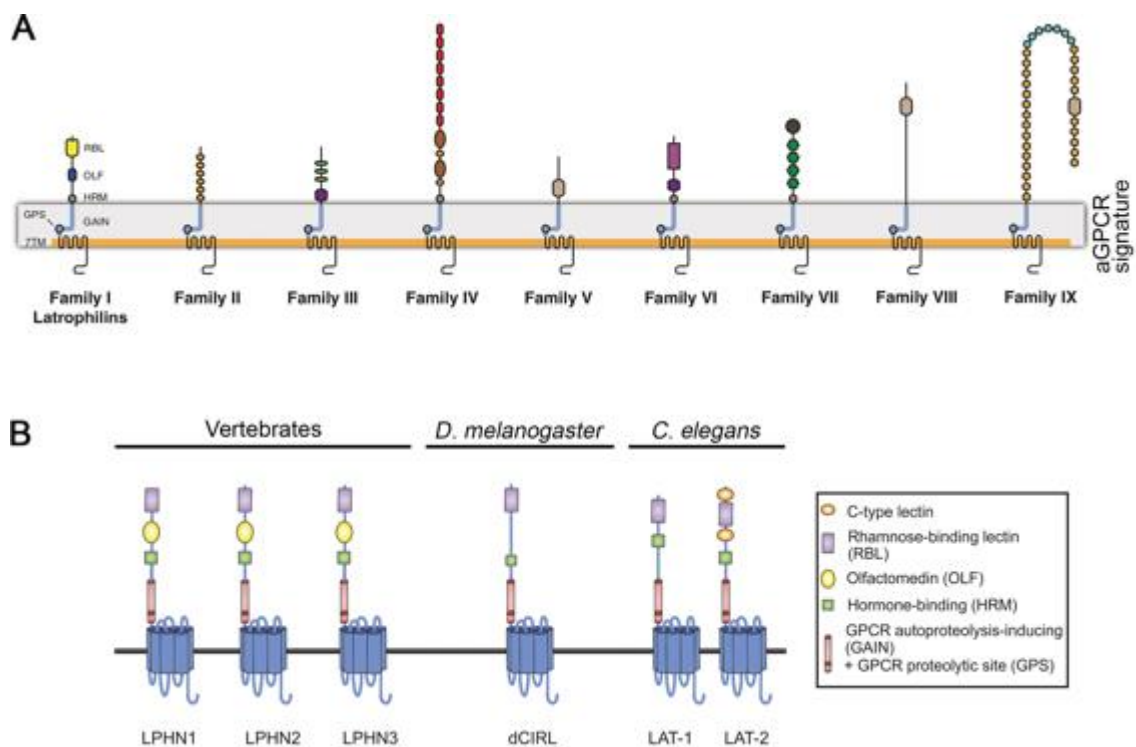 A
RBL
OLF
HRM
GPS
GAIN
7TM
aGPCR
signature
Family I
Latrophilins
Family II
Family III
Family IV
Family V
Family VI
Family VII
Family VIII
Family IX
B
Vertebrates
D. melanogaster
C. elegans
C-type lectin
Rhamnose-binding lectin
(RBL)
Olfactomedin (OLF)
Hormone-binding (HRM)
GPCR autoproteolysis-inducing
(GAIN)
+ GPCR proteolytic site (GPS)
LPHN1
LPHN2
LPHN3
dCIRL
LAT-1
LAT-2